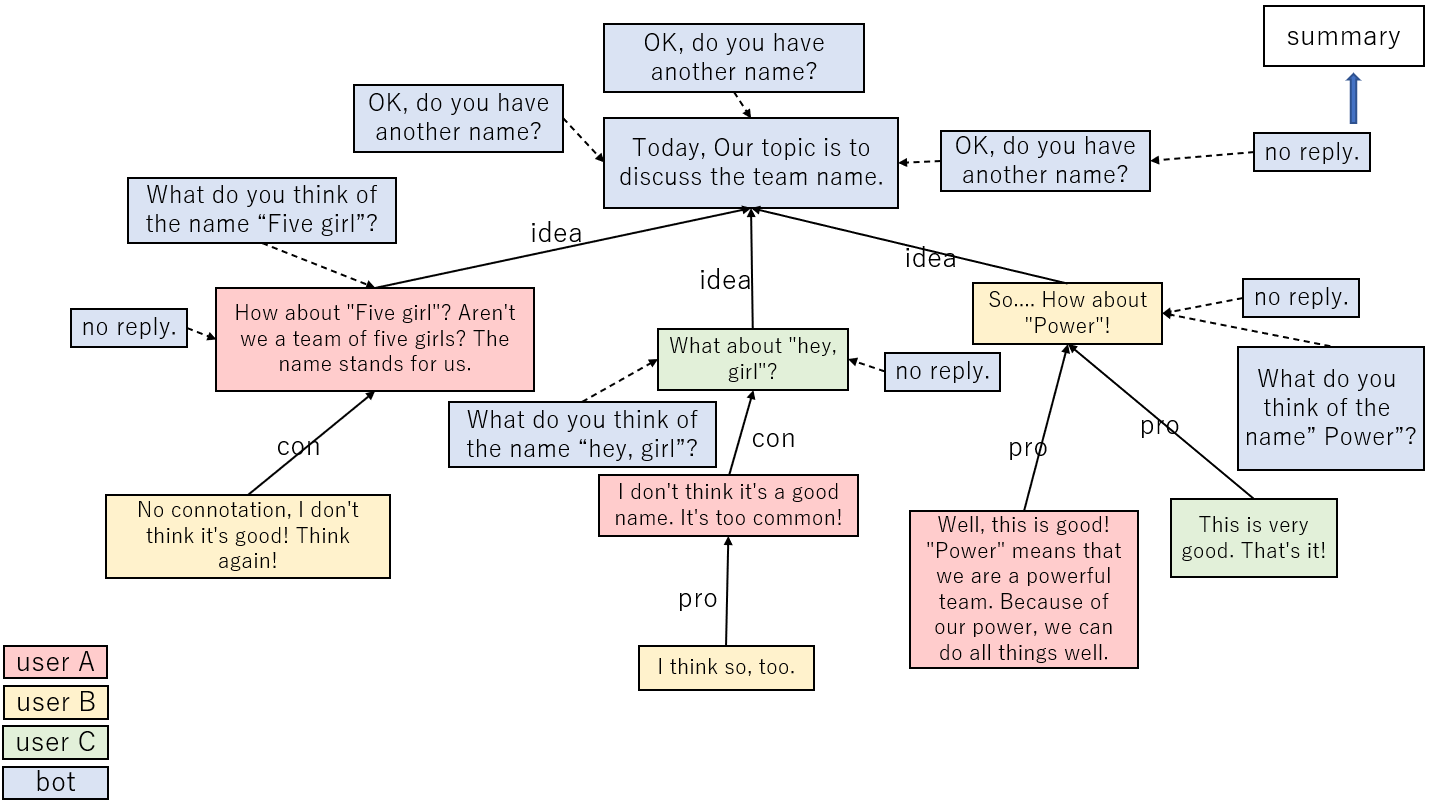 summary
OK, do you have
another name?
OK, do you have
another name?
Today, Our topic is to
discuss the team name.
OK, do you have
another name?
no reply.
What do you think of
the name “Five girl”?
idea
idea
idea
How about "Five girl"? Aren't
we a team of five girls? The
name stands for us.
no reply.
What about "hey,
girl"?
no reply.
So.... How about
"Power"!
no reply.
What do you
think of the
name” Power”?
What do you think of
the name “hey, girl”?
con
con
pro
pro
No connotation, I don't
think it's good! Think
again!
I don't think it's a good
name. It's too common!
Well, this is good!
"Power" means that
we are a powerful
team. Because of
our power, we can
do all things well.
This is very
good. That's it!
pro
I think so, too.
user A
user B
user C
bot